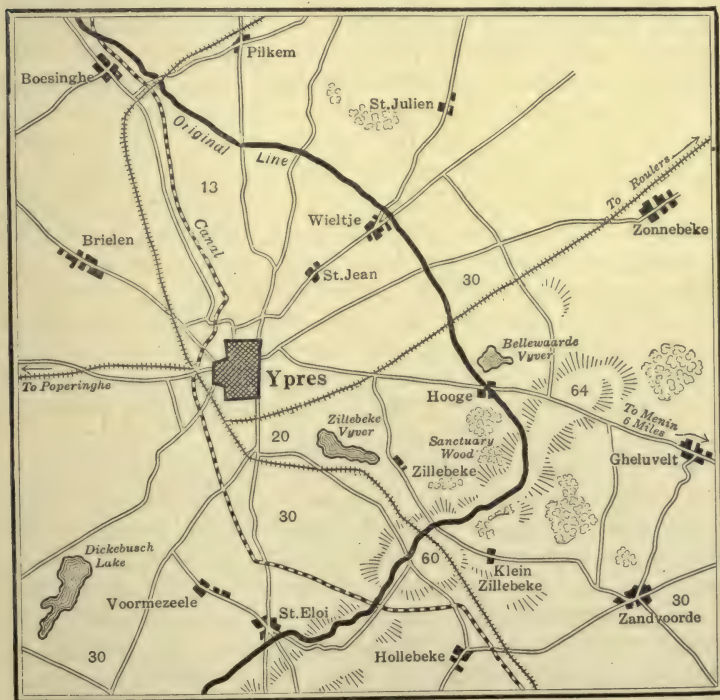 Pilkem
Boesinghe
St. Julien
Original Line
To Routers
13
Canal
Wieltje
Zonnebeke
Brielen
St. Jean
30
Bellewaarde
Vyver
To Poperinghe
Ypres
Hooge
64
To Menin
6 Miles
Zillebeke
Vyver
20
Sanctuary
Wood
Zillebeke
Gheluvelt
30
Dickebusch
Lake
60
Klein
Zillebeke
Voormezeele
St. Eloi
30
Zandvoorde
30
Hollebeke